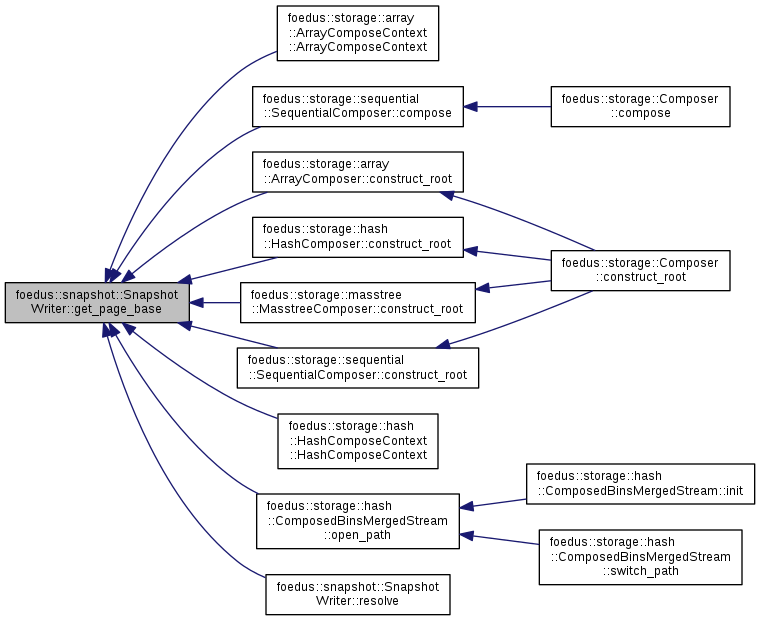 foedus::storage::array
::ArrayComposeContext
::ArrayComposeContext
foedus::storage::sequential
::SequentialComposer::compose
foedus::storage::Composer
::compose
foedus::storage::array
::ArrayComposer::construct_root
foedus::storage::hash
::HashComposer::construct_root
foedus::storage::Composer
::construct_root
foedus::snapshot::Snapshot
Writer::get_page_base
foedus::storage::masstree
::MasstreeComposer::construct_root
foedus::storage::sequential
::SequentialComposer::construct_root
foedus::storage::hash
::HashComposeContext
::HashComposeContext
foedus::storage::hash
::ComposedBinsMergedStream::init
foedus::storage::hash
::ComposedBinsMergedStream
::open_path
foedus::storage::hash
::ComposedBinsMergedStream
::switch_path
foedus::snapshot::Snapshot
Writer::resolve